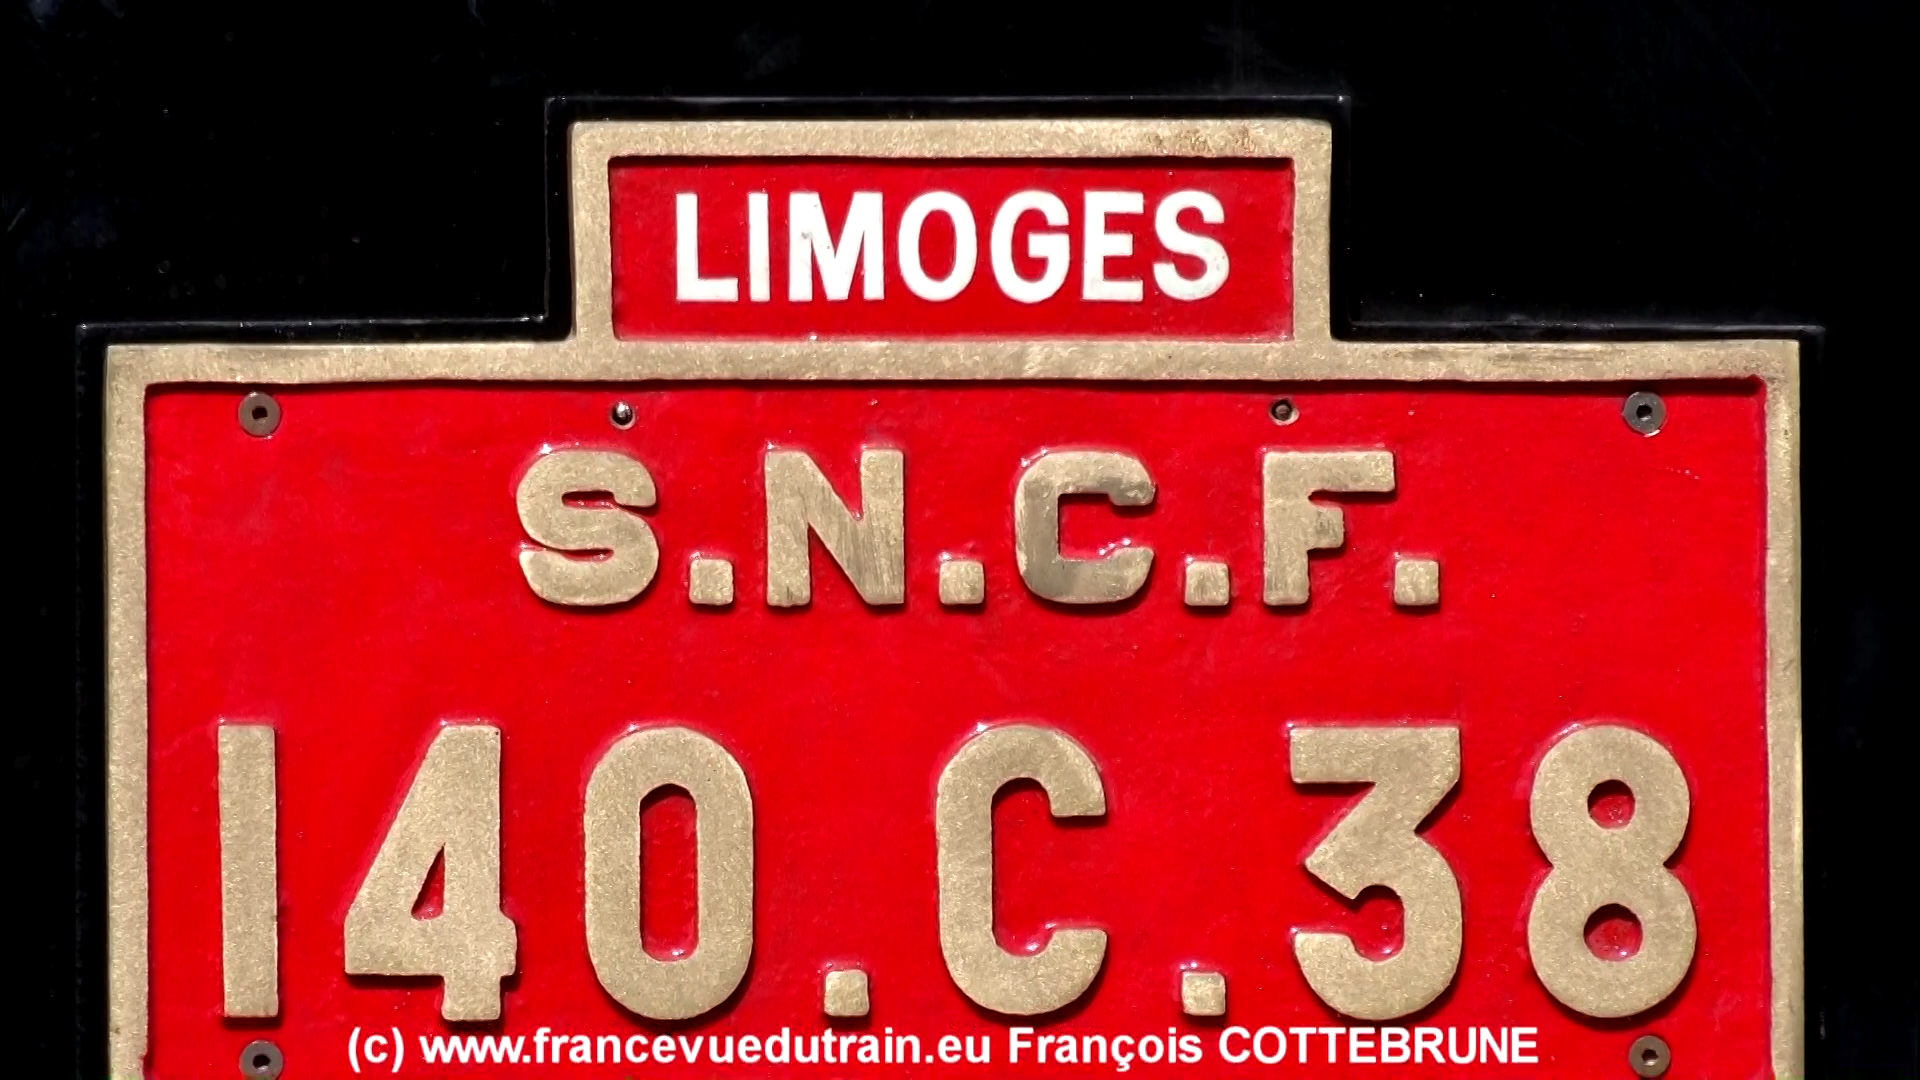 LIMOGES
S.N.C.F.
140.C.38
(c) www.francevuedutrain.eu François COTTEBRUNE